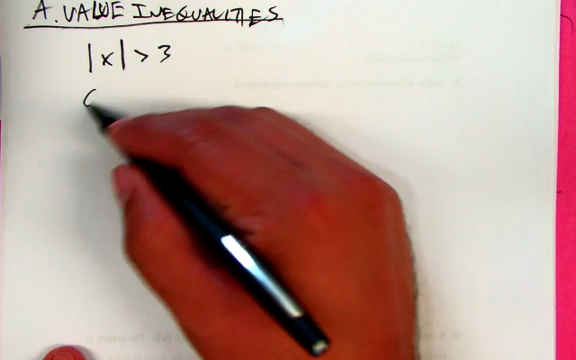 A. VALUE INEQUALITIES
|x| > 3